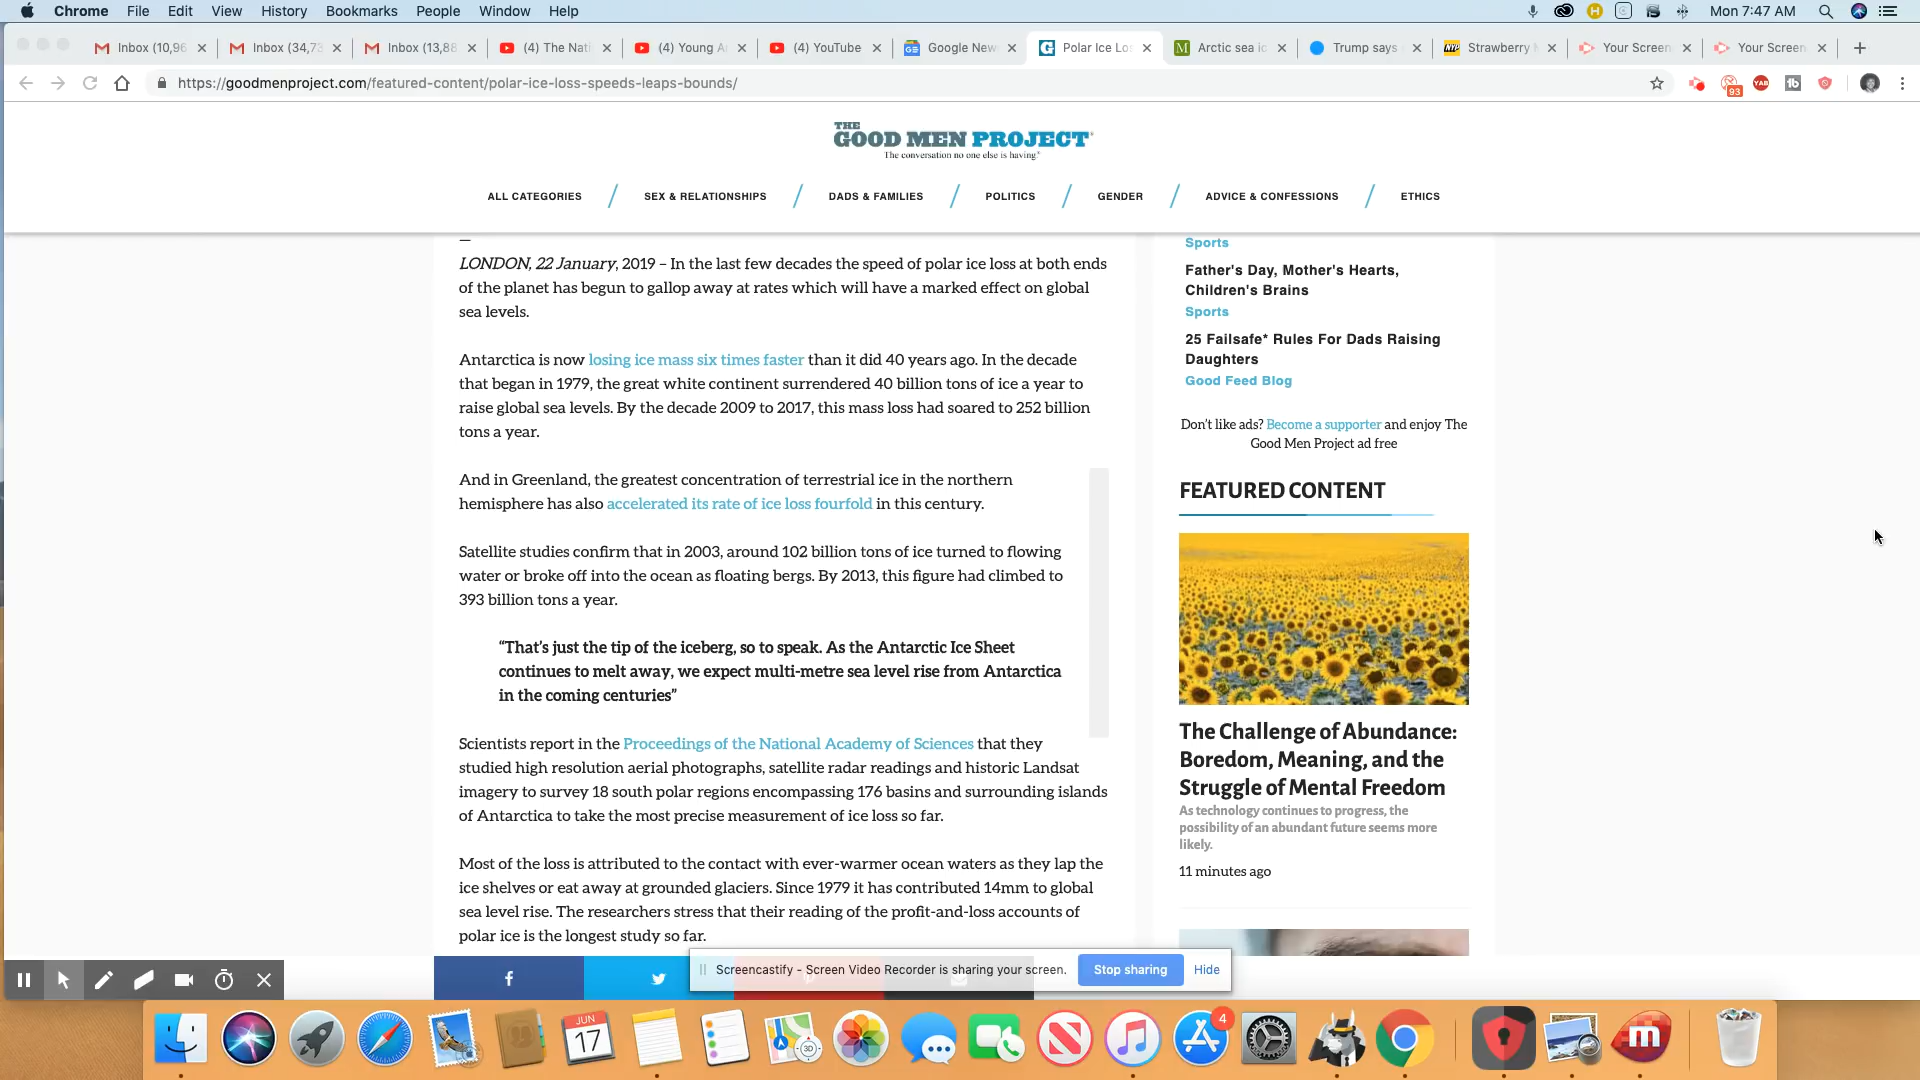 Chrome File Edit View History Bookmarks People Window Help Mon 7:47 AM
Inbox (10,96 Inbox (34,73 Inbox (13,88 (4) The Nati (4) Young A (4) YouTube Google New Polar Ice Lo Arctic sea ic Trump says Strawberry Your Screen Your Screen
https://goodmenproject.com/featured-content/polar-ice-loss-speeds-leaps-bounds/
93 YAB tb
THE
GOOD MEN PROJECT®
The conversation no one else is having.®
ALL CATEGORIES / SEX & RELATIONSHIPS / DADS & FAMILIES / POLITICS / GENDER / ADVICE & CONFESSIONS / ETHICS
—
LONDON, 22 January, 2019 – In the last few decades the speed of polar ice loss at both ends
of the planet has begun to gallop away at rates which will have a marked effect on global
sea levels.
Antarctica is now losing ice mass six times faster than it did 40 years ago. In the decade
that began in 1979, the great white continent surrendered 40 billion tons of ice a year to
raise global sea levels. By the decade 2009 to 2017, this mass loss had soared to 252 billion
tons a year.
And in Greenland, the greatest concentration of terrestrial ice in the northern
hemisphere has also accelerated its rate of ice loss fourfold in this century.
Satellite studies confirm that in 2003, around 102 billion tons of ice turned to flowing
water or broke off into the ocean as floating bergs. By 2013, this figure had climbed to
393 billion tons a year.
“That’s just the tip of the iceberg, so to speak. As the Antarctic Ice Sheet
continues to melt away, we expect multi-metre sea level rise from Antarctica
in the coming centuries”
Scientists report in the Proceedings of the National Academy of Sciences that they
studied high resolution aerial photographs, satellite radar readings and historic Landsat
imagery to survey 18 south polar regions encompassing 176 basins and surrounding islands
of Antarctica to take the most precise measurement of ice loss so far.
Most of the loss is attributed to the contact with ever-warmer ocean waters as they lap the
ice shelves or eat away at grounded glaciers. Since 1979 it has contributed 14mm to global
sea level rise. The researchers stress that their reading of the profit-and-loss accounts of
polar ice is the longest study so far.
Sports
Father's Day, Mother's Hearts,
Children's Brains
Sports
25 Failsafe* Rules For Dads Raising
Daughters
Good Feed Blog
Don't like ads? Become a supporter and enjoy The
Good Men Project ad free
FEATURED CONTENT
The Challenge of Abundance:
Boredom, Meaning, and the
Struggle of Mental Freedom
As technology continues to progress, the
possibility of an abundant future seems more
likely.
11 minutes ago
Screencastify - Screen Video Recorder is sharing your screen. Stop sharing Hide
JUN
17
3D
4